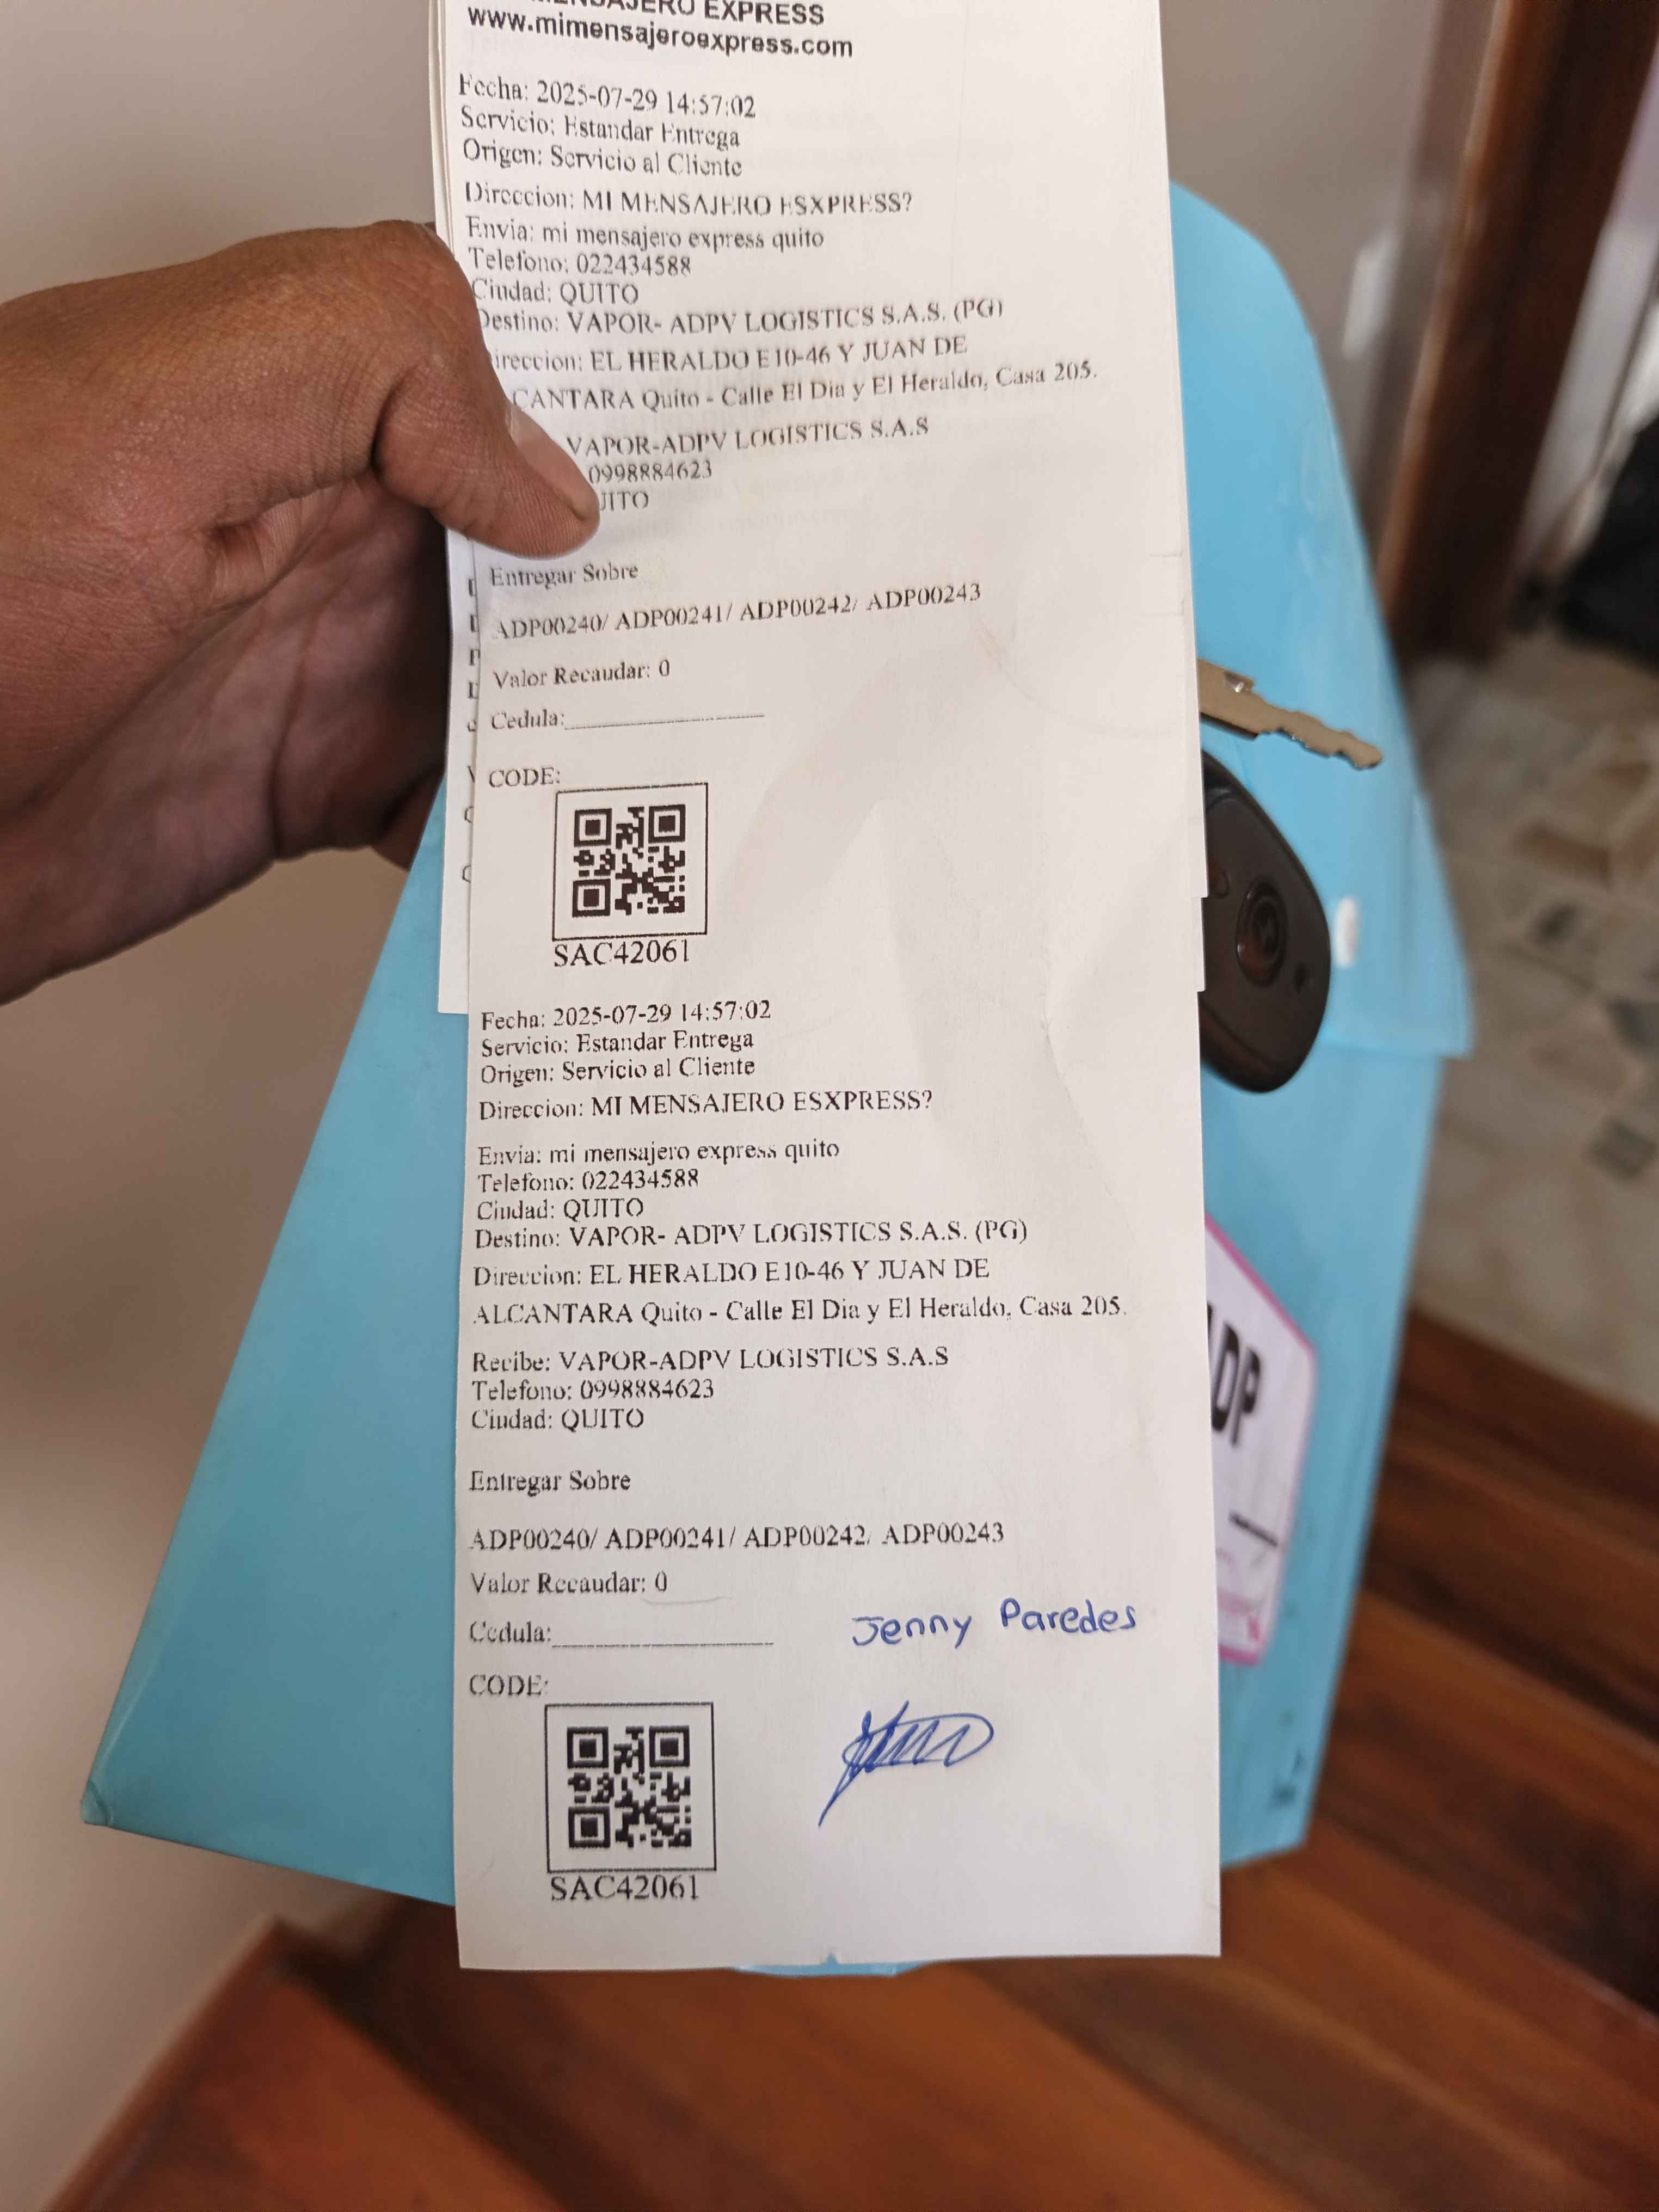 MENSAJERO EXPRESS
www.mimensajeroexpress.com
Fecha: 2025-07-29 14:57:02
Servicio: Estandar Entrega
Origen: Servicio al Cliente
Direccion: MI MENSAJERO ESXPRESS?
Envia: mi mensajero express quito
Telefono: 022434588
Ciudad: QUITO
Destino: VAPOR- ADPV LOGISTICS S.A.S. (PG)
ireccion: EL HERALDO E10-46 Y JUAN DE
CANTARA Quito - Calle El Dia y El Heraldo, Casa 205.
VAPOR-ADPV LOGISTICS S.A.S
0998884623
UITO
Entregar Sobre
ADP00240/ ADP00241/ ADP00242/ ADP00243
Valor Recaudar: 0
Cedula:
CODE:
SAC42061
Fecha: 2025-07-29 14:57:02
Servicio: Estandar Entrega
Origen: Servicio al Cliente
Direccion: MI MENSAJERO ESXPRESS?
Envia: mi mensajero express quito
Telefono: 022434588
Ciudad: QUITO
Destino: VAPOR- ADPV LOGISTICS S.A.S. (PG)
Direccion: EL HERALDO E10-46 Y JUAN DE
ALCANTARA Quito - Calle El Dia y El Heraldo, Casa 205.
Recibe: VAPOR-ADPV LOGISTICS S.A.S
Telefono: 0998884623
Ciudad: QUITO
Entregar Sobre
ADP00240/ ADP00241/ ADP00242/ ADP00243
Valor Recaudar: 0
Cedula:
Jenny Paredes
CODE:
SAC42061
DP